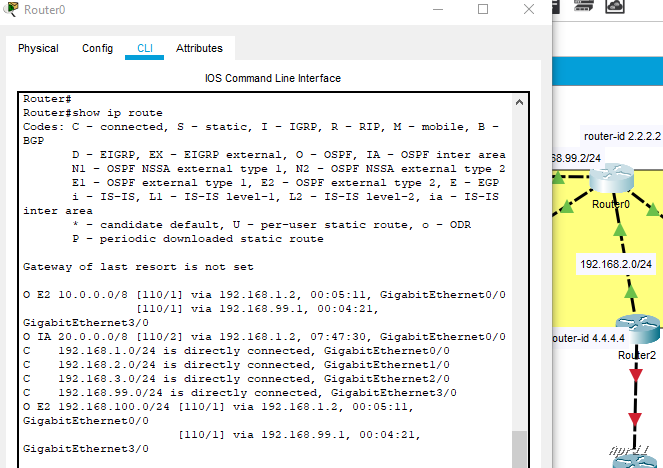 Router0
Physical Config CLI Attributes
IOS Command Line Interface
Router#
Router#show ip route
Codes: C - connected, S - static, I - IGRP, R - RIP, M - mobile, B -
BGP
D - EIGRP, EX - EIGRP external, O - OSPF, IA - OSPF inter area
N1 - OSPF NSSA external type 1, N2 - OSPF NSSA external type 2
E1 - OSPF external type 1, E2 - OSPF external type 2, E - EGP
i - IS-IS, L1 - IS-IS level-1, L2 - IS-IS level-2, ia - IS-IS
inter area
* - candidate default, U - per-user static route, o - ODR
P - periodic downloaded static route
Gateway of last resort is not set
O E2 10.0.0.0/8 [110/1] via 192.168.1.2, 00:05:11, GigabitEthernet0/0
[110/1] via 192.168.99.1, 00:04:21,
GigabitEthernet3/0
O IA 20.0.0.0/8 [110/2] via 192.168.1.2, 07:47:30, GigabitEthernet0/0
C 192.168.1.0/24 is directly connected, GigabitEthernet0/0
C 192.168.2.0/24 is directly connected, GigabitEthernet1/0
C 192.168.3.0/24 is directly connected, GigabitEthernet2/0
C 192.168.99.0/24 is directly connected, GigabitEthernet3/0
O E2 192.168.100.0/24 [110/1] via 192.168.1.2, 00:05:11,
GigabitEthernet0/0
[110/1] via 192.168.99.1, 00:04:21,
GigabitEthernet3/0
router-id 2.2.2.2
68.99.2/24
Router0
192.168.2.0/24
outer-id 4.4.4.4
Router2
April